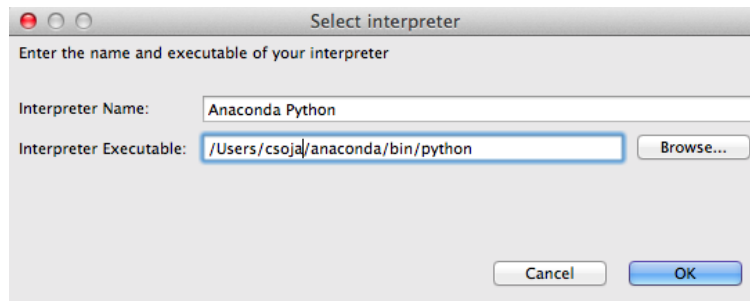 Select interpreter
Enter the name and executable of your interpreter
Interpreter Name: Anaconda Python
Interpreter Executable: /Users/csoja/anaconda/bin/python Browse...
Cancel OK